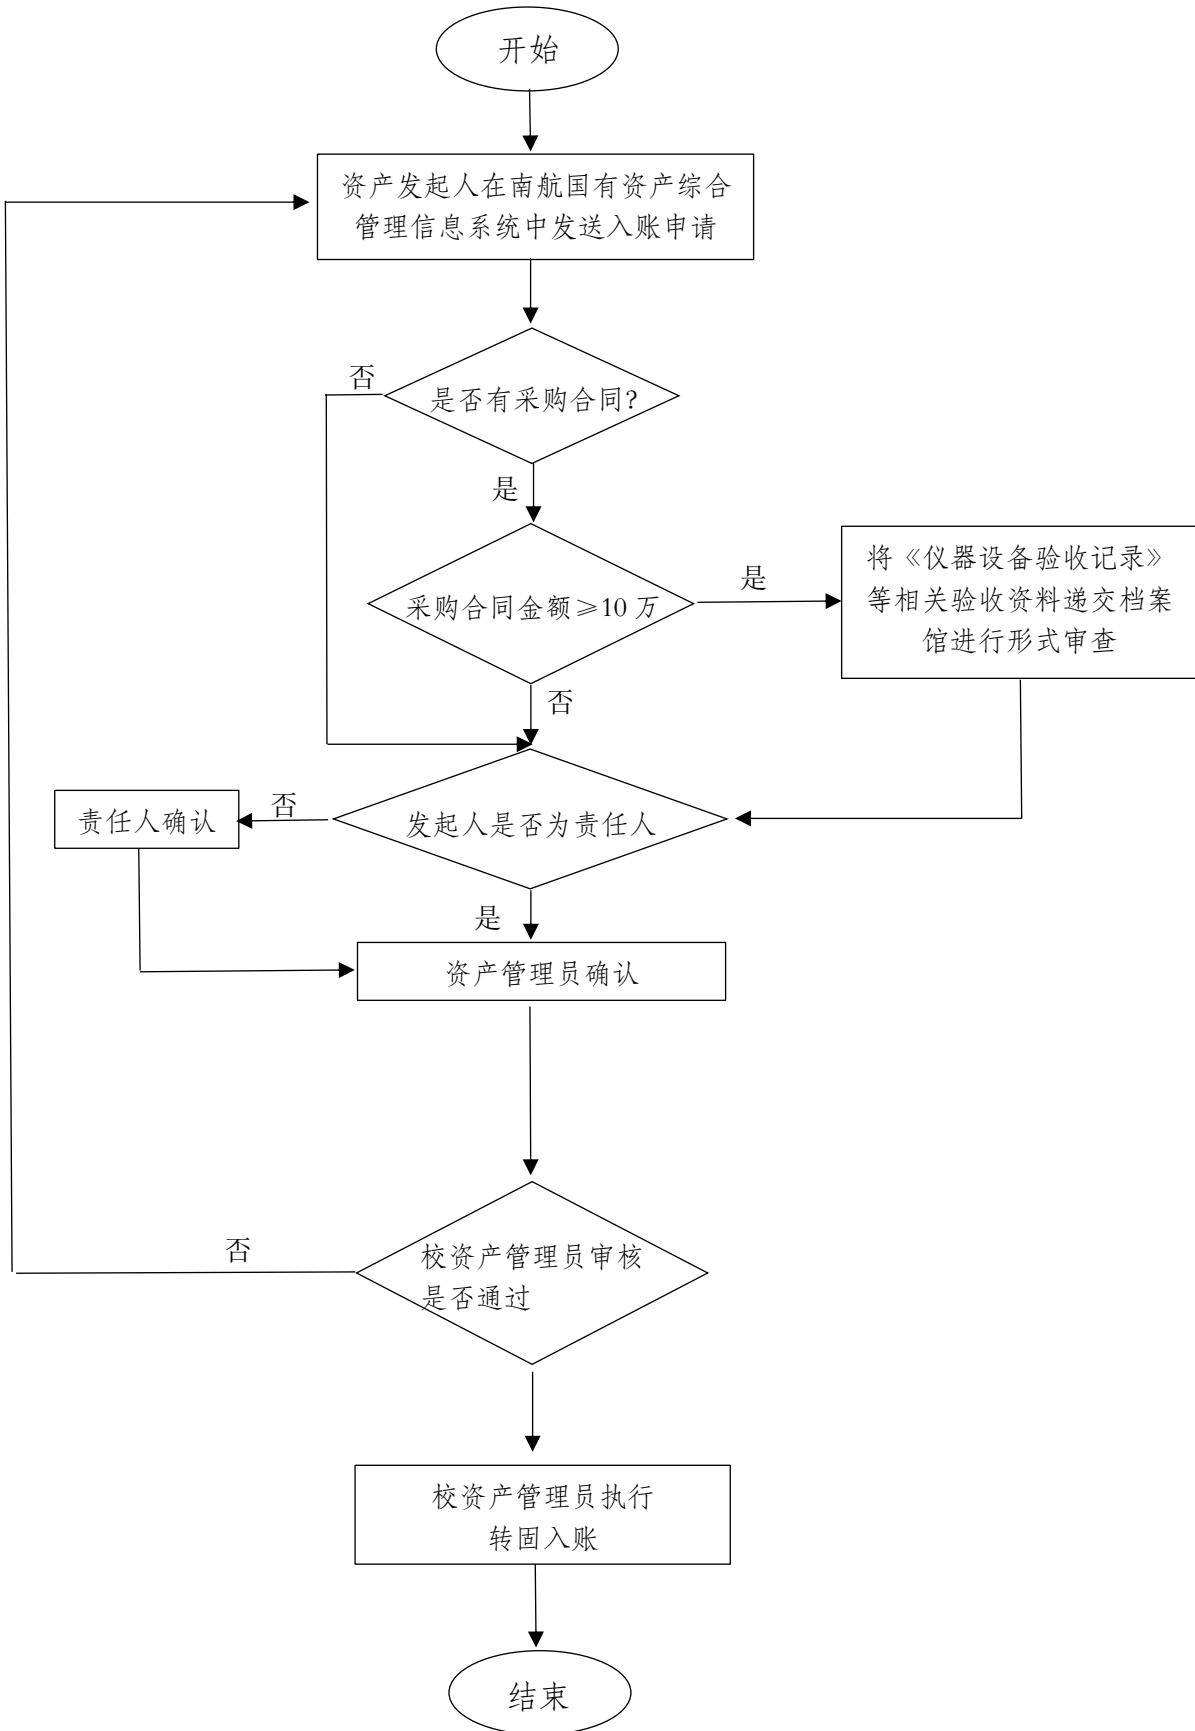 开始
资产发起人在南航国有资产综合
管理信息系统中发送入账申请
否
是否有采购合同?
是
采购合同金额≥10万
是
将《仪器设备验收记录》
等相关验收资料递交档案
馆进行形式审查
否
责任人确认
否
发起人是否为责任人
是
资产管理员确认
否
校资产管理员审核
是否通过
校资产管理员执行
转固入账
结束